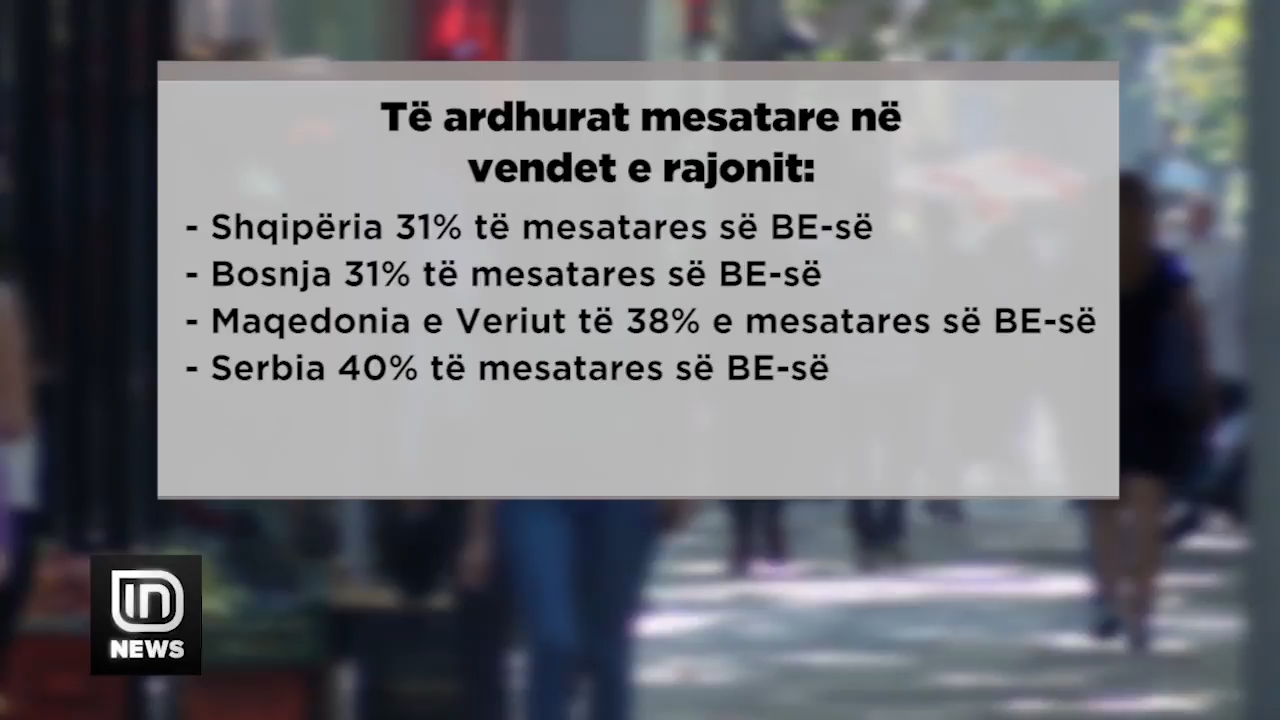 Të ardhurat mesatare në
vendet e rajonit:
- Shqipëria 31% të mesatares së BE-së
- Bosnja 31% të mesatares së BE-së
- Maqedonia e Veriut të 38% e mesatares së BE-së
- Serbia 40% të mesatares së BE-së
IN
NEWS